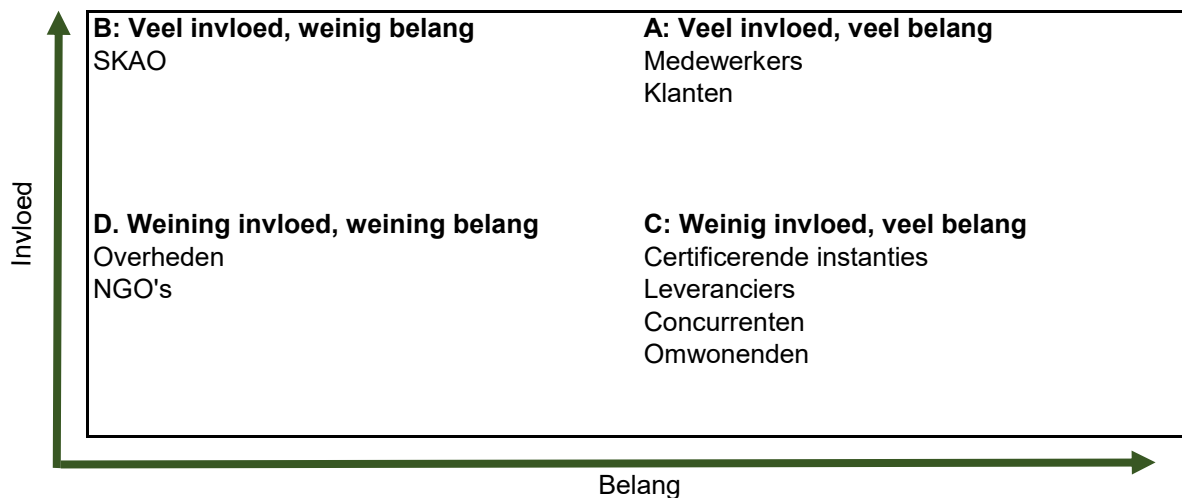 B: Veel invloed, weinig belang
SKAO
A: Veel invloed, veel belang
Medewerkers
Klanten
D. Weining invloed, weining belang
Overheden
NGO's
C: Weinig invloed, veel belang
Certificerende instanties
Leveranciers
Concurrenten
Omwonenden
Invloed
Belang